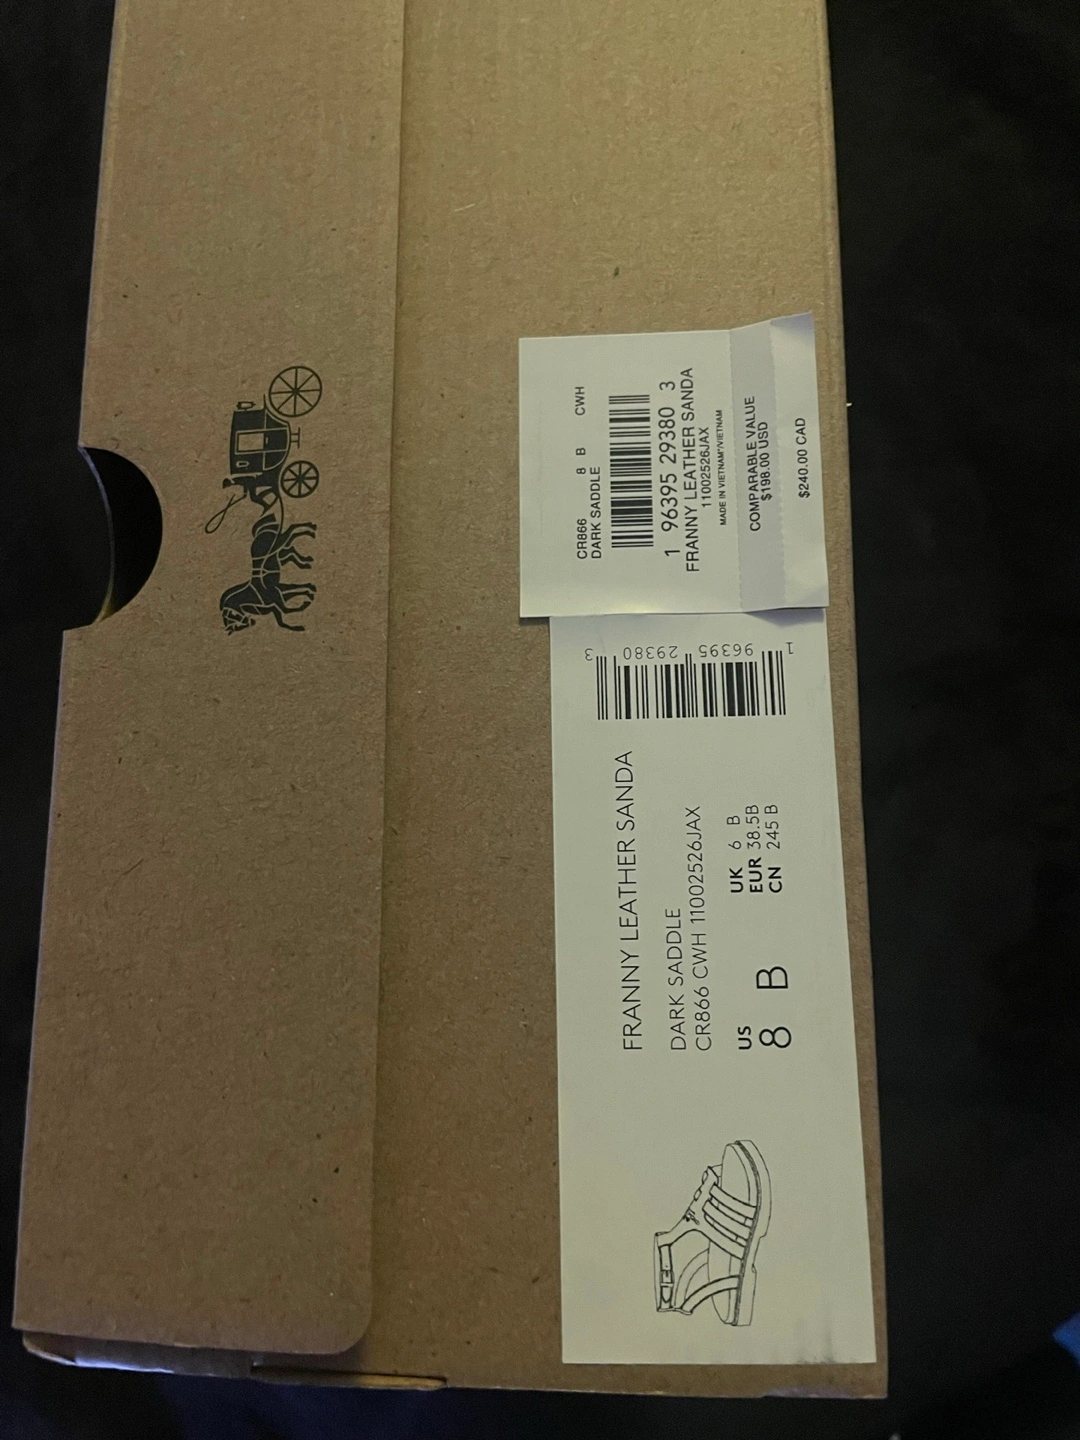 CR866
DARK SADDLE 8 B CWH
1 96395 29380 3
FRANNY LEATHER SANDA
11002526JAX
MADE IN VIETNAM*/VIETNAM
COMPARABLE VALUE
$198.00 USD
$240.00 CAD
1 96395 29380 3
FRANNY LEATHER SANDA
DARK SADDLE
CR866 CWH 11002526JAX
US
8 B
UK 6 B
EUR 38.5B
CN 245 B